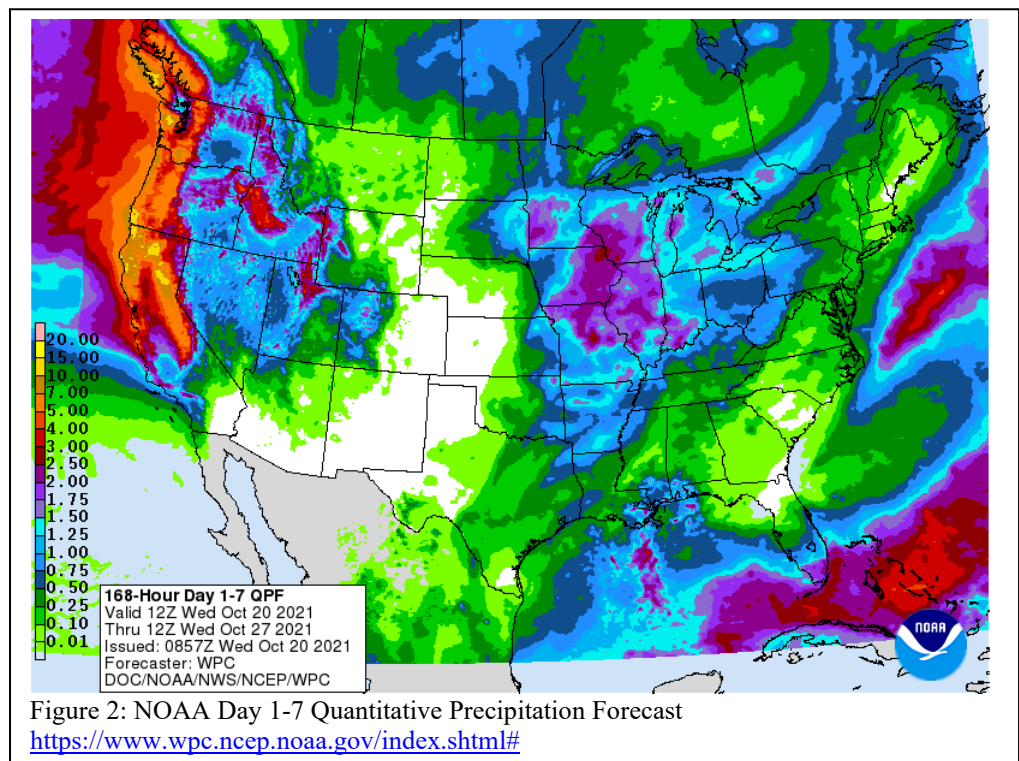 20.00
15.00
10.00
7.00
5.00
4.00
3.00
2.50
2.00
1.75
1.50
1.25
1.00
0.75
0.50
0.25
0.10
0.01
168-Hour Day 1-7 QPF
Valid 12Z Wed Oct 20 2021
Thru 12Z Wed Oct 27 2021
Issued: 0857Z Wed Oct 20 2021
Forecaster: WPC
DOC/NOAA/NWS/NCEP/WPC
NOAA
Figure 2: NOAA Day 1-7 Quantitative Precipitation Forecast
https://www.wpc.ncep.noaa.gov/index.shtml#